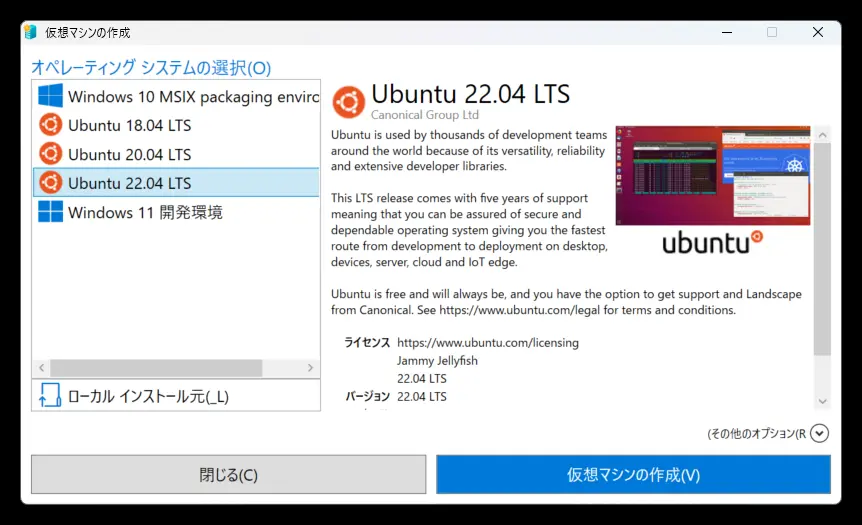 仮想マシンの作成
オペレーティング システムの選択(O)
Windows 10 MSIX packaging enviro
Ubuntu 18.04 LTS
Ubuntu 20.04 LTS
Ubuntu 22.04 LTS
Windows 11 開発環境
ローカル インストール元(_L)
Ubuntu 22.04 LTS
Canonical Group Ltd
Ubuntu is used by thousands of development teams
around the world because of its versatility, reliability
and extensive developer libraries.
This LTS release comes with five years of support
meaning that you can be assured of secure and
dependable operating system giving you the fastest
route from development to deployment on desktop,
devices, server, cloud and IoT edge.
ubuntu
Ubuntu is free and will always be, and you have the option to get support and Landscape
from Canonical. See https://www.ubuntu.com/legal for terms and conditions.
ライセンス https://www.ubuntu.com/licensing
Jammy Jellyfish
22.04 LTS
バージョン 22.04 LTS
(その他のオプション(R
閉じる(C)
仮想マシンの作成(V)